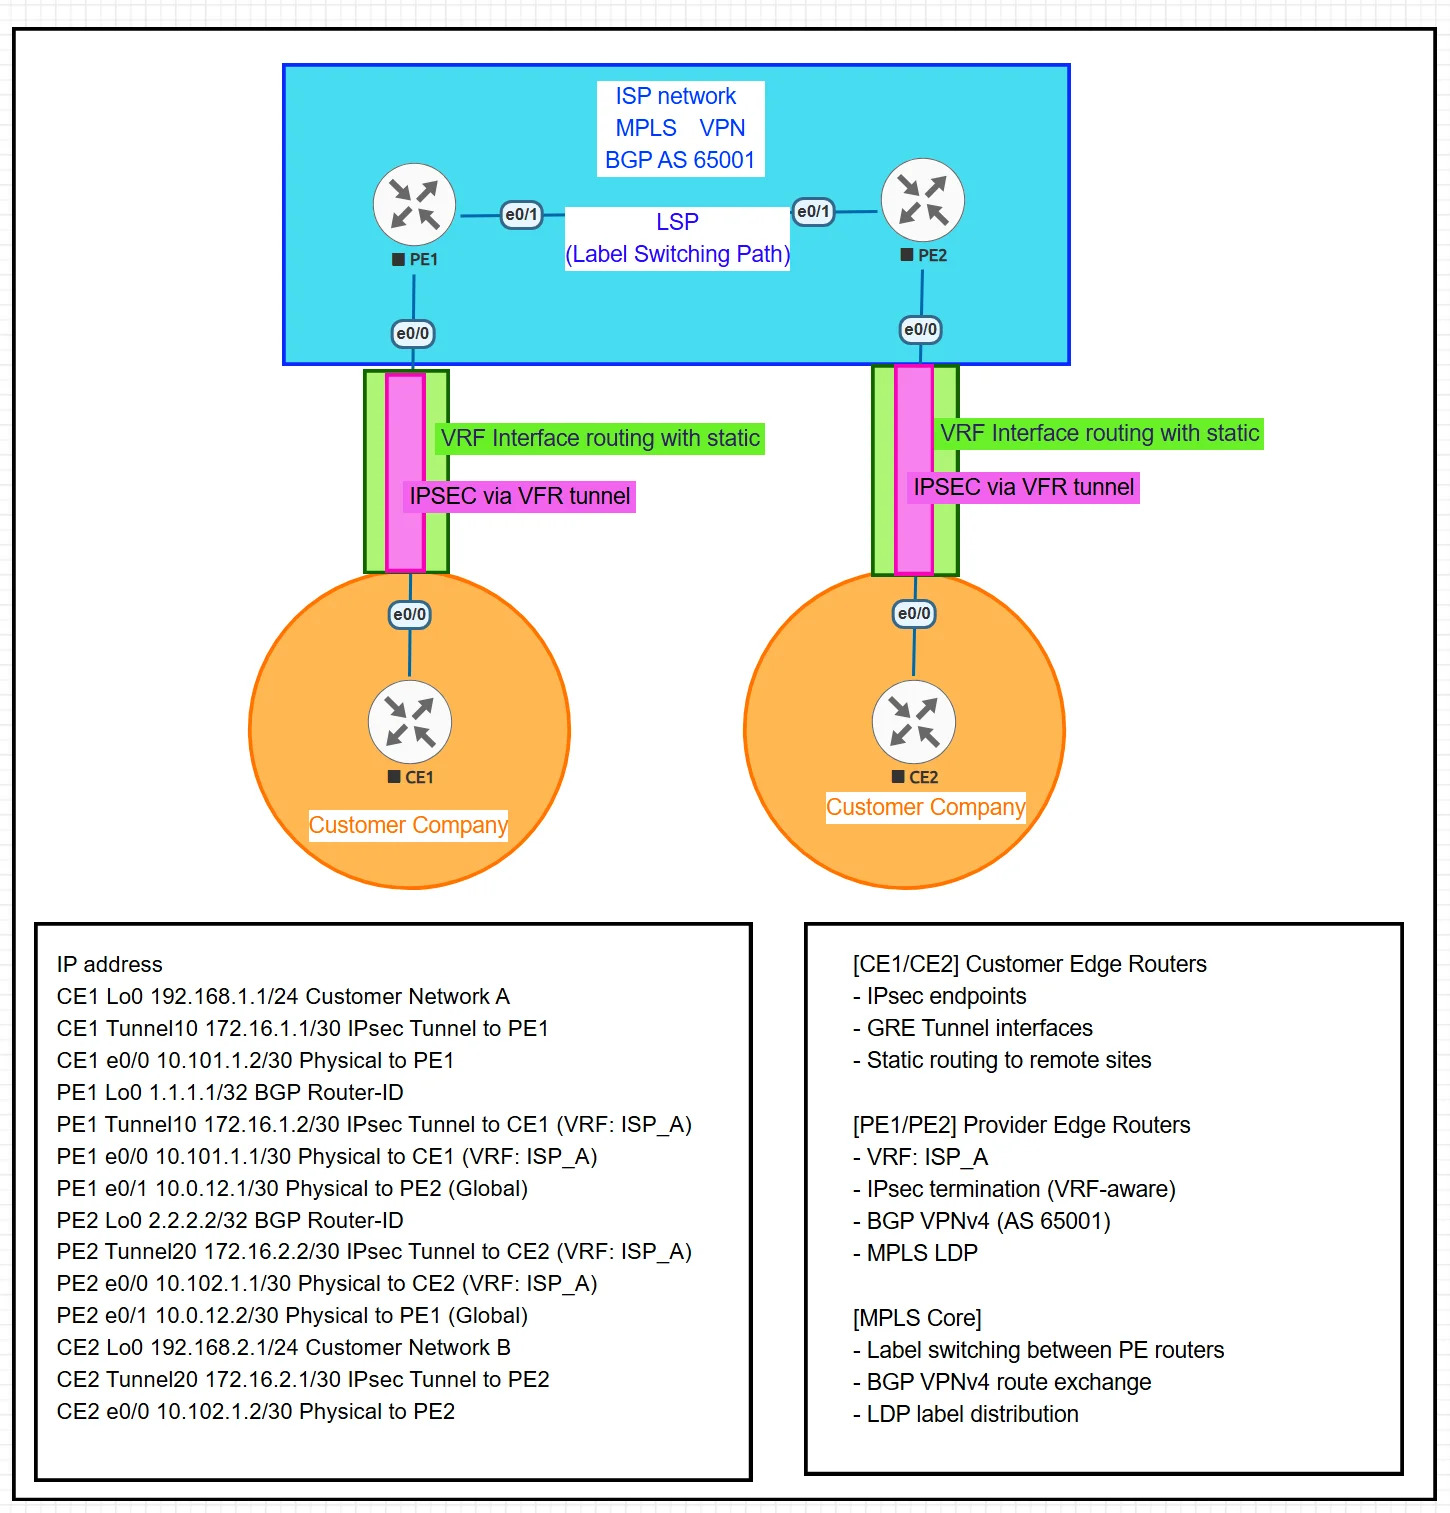 ISP network
MPLS VPN
BGP AS 65001
e0/1
LSP
(Label Switching Path)
e0/1
PE1
PE2
e0/0
e0/0
VRF Interface routing with static
IPSEC via VFR tunnel
VRF Interface routing with static
IPSEC via VFR tunnel
e0/0
e0/0
CE1
CE2
Customer Company
Customer Company
IP address
CE1 Lo0 192.168.1.1/24 Customer Network A
CE1 Tunnel10 172.16.1.1/30 IPsec Tunnel to PE1
CE1 e0/0 10.101.1.2/30 Physical to PE1
PE1 Lo0 1.1.1.1/32 BGP Router-ID
PE1 Tunnel10 172.16.1.2/30 IPsec Tunnel to CE1 (VRF: ISP_A)
PE1 e0/0 10.101.1.1/30 Physical to CE1 (VRF: ISP_A)
PE1 e0/1 10.0.12.1/30 Physical to PE2 (Global)
PE2 Lo0 2.2.2.2/32 BGP Router-ID
PE2 Tunnel20 172.16.2.2/30 IPsec Tunnel to CE2 (VRF: ISP_A)
PE2 e0/0 10.102.1.1/30 Physical to CE2 (VRF: ISP_A)
PE2 e0/1 10.0.12.2/30 Physical to PE1 (Global)
CE2 Lo0 192.168.2.1/24 Customer Network B
CE2 Tunnel20 172.16.2.1/30 IPsec Tunnel to PE2
CE2 e0/0 10.102.1.2/30 Physical to PE2
[CE1/CE2] Customer Edge Routers
- IPsec endpoints
- GRE Tunnel interfaces
- Static routing to remote sites
[PE1/PE2] Provider Edge Routers
- VRF: ISP_A
- IPsec termination (VRF-aware)
- BGP VPNv4 (AS 65001)
- MPLS LDP
[MPLS Core]
- Label switching between PE routers
- BGP VPNv4 route exchange
- LDP label distribution